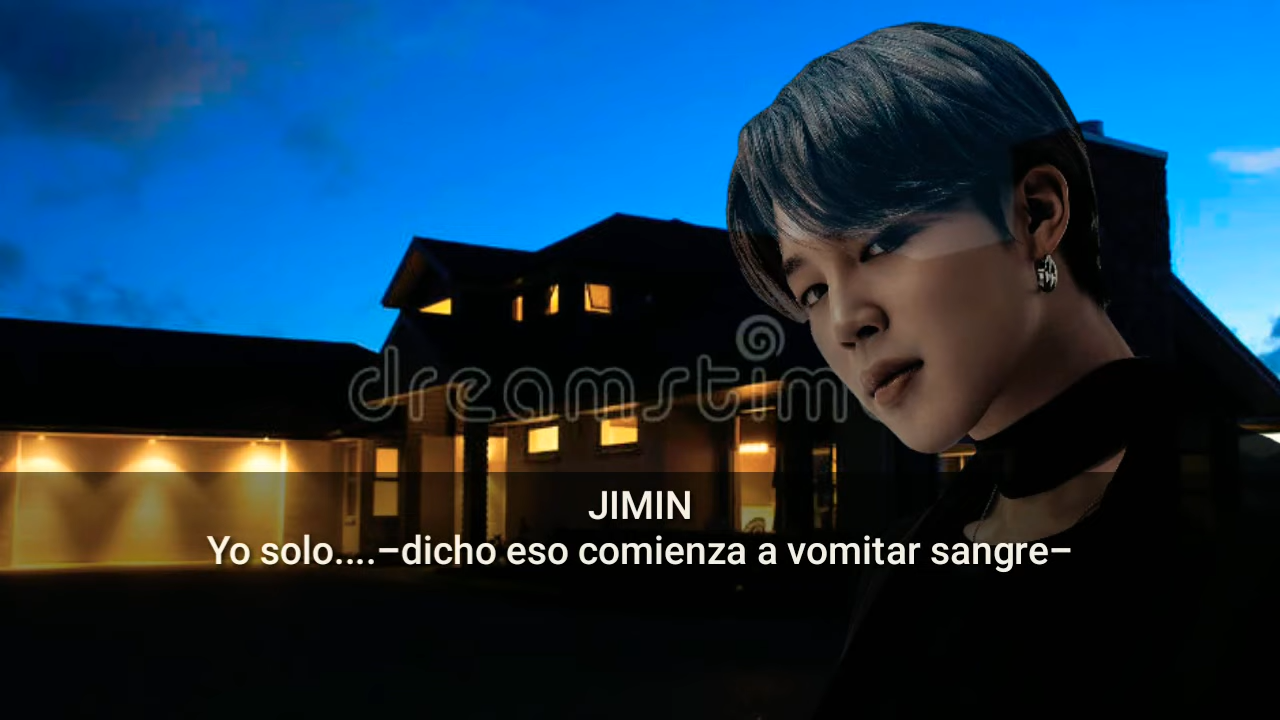 dreamstim
JIMIN
Yo solo....–dicho eso comienza a vomitar sangre–